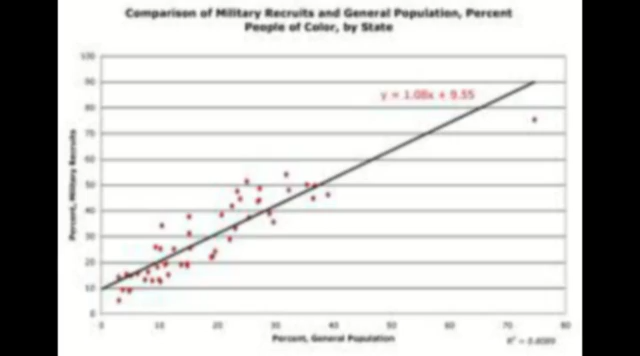 Comparison of Military Recruits and General Population, Percent
People of Color, by State
100
90
80
70
60
50
40
30
20
10
0
y = 1.08x + 9.55
Percent, Military Recruits
0 10 20 30 40 50 60 70 80
Percent, General Population